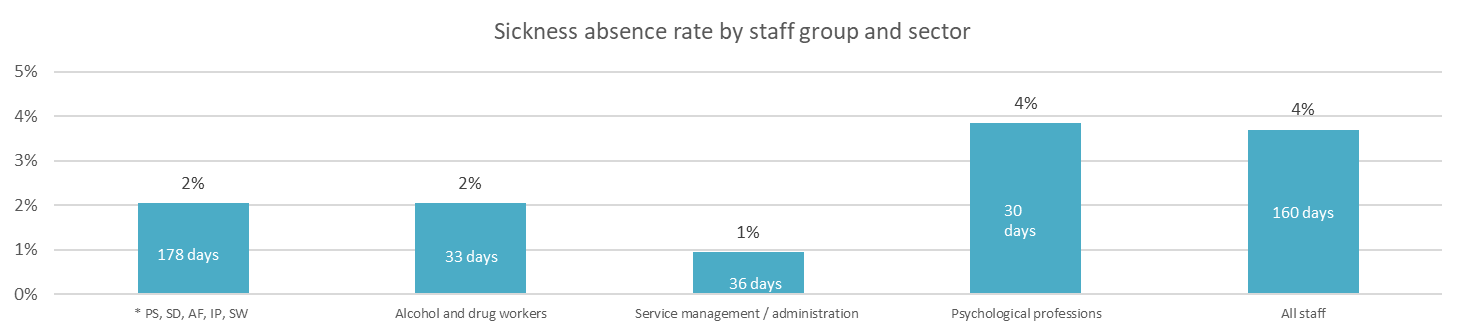 Sickness absence rate by staff group and sector
5%
4%
3%
2%
1%
0%
2%
2%
1%
4%
4%
178 days
33 days
36 days
30
days
160 days
* PS, SD, AF, IP, SW
Alcohol and drug workers
Service management / administration
Psychological professions
All staff